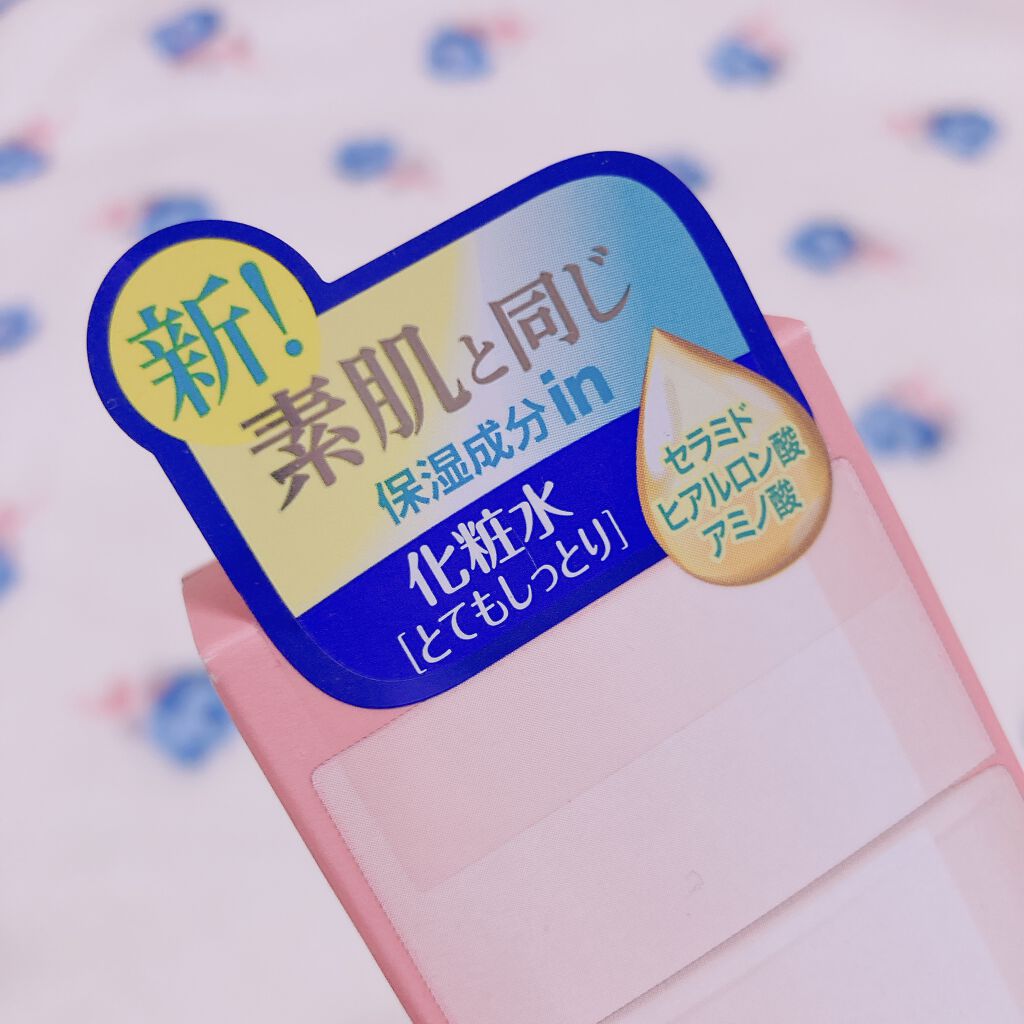 新!
素肌と同じ
保湿成分in
化粧水
[とてもしっとり]
セラミド
ヒアルロン酸
アミノ酸